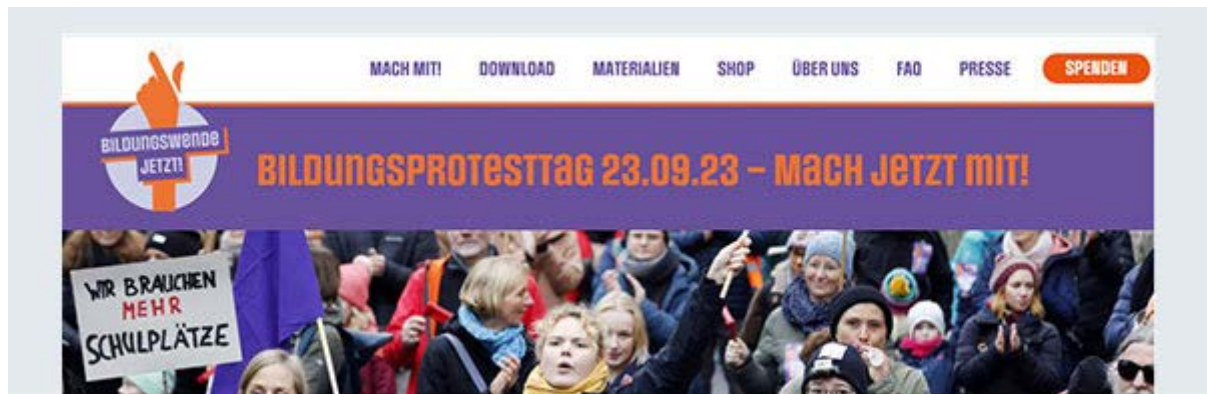 MACH MIT! DOWNLOAD MATERIALIEN SHOP ÜBER UNS FAQ PRESSE SPENDEN
BILDUNGSWENDE
JETZT!
BILDUNGSPROTESTTAG 23.09.23 – MACH JETZT MIT!
WIR BRAUCHEN
MEHR
SCHULPLÄTZE